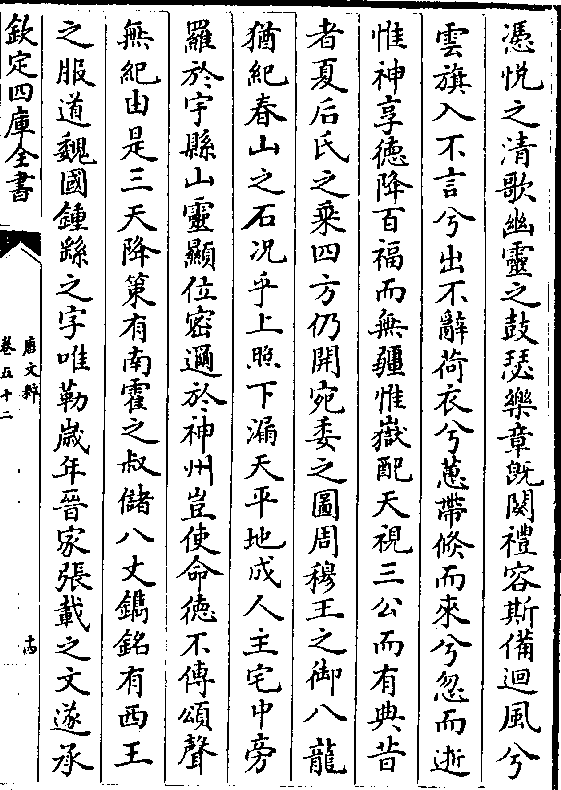 憑悅之清歌幽靈之鼓瑟樂章既闋禮容斯備迴風兮
雲旗入不言兮出不辭荷衣兮蕙帶倏而來兮忽而逝
惟神享德降百福而無疆惟嶽配天視三公而有典昔
者夏后氏之乘四方仍開宛委之圖周穆王之御八龍
猶紀舂山之石况乎上照下漏天平地成人主宅中旁
羅於宇縣山靈顯位密邇於神州豈使命德不傳頌聲
無紀由是三天降策有南霍之叔儲八丈鐫銘有西王
之服道魏國鍾繇之字唯勒歲年晉家張載之文遂承
欽定四庫全書
唐文粹
卷五十二
十四